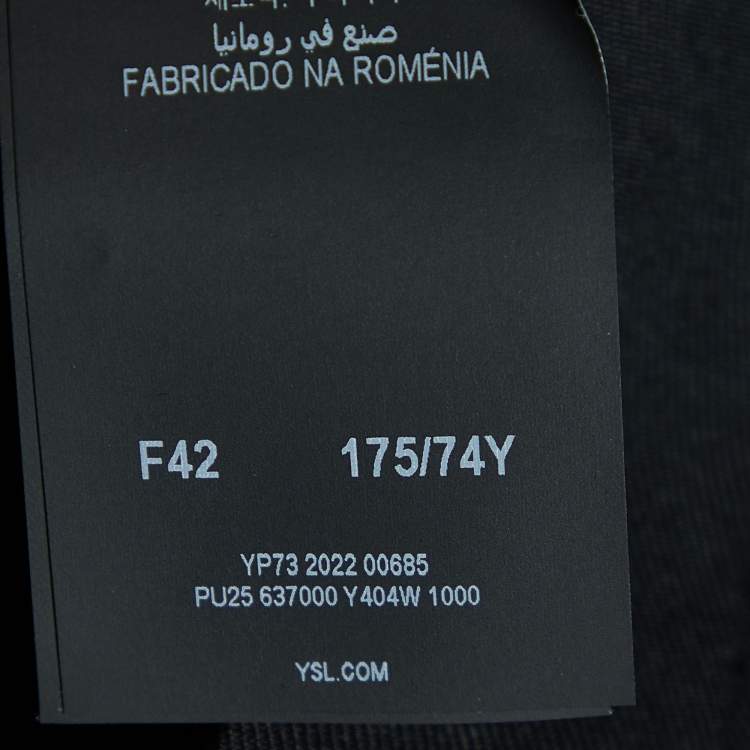 صنع في رومانيا
FABRICADO NA ROMÉNIA
F42 175/74Y
YP73 2022 00685
PU25 637000 Y404W 1000
YSL.COM